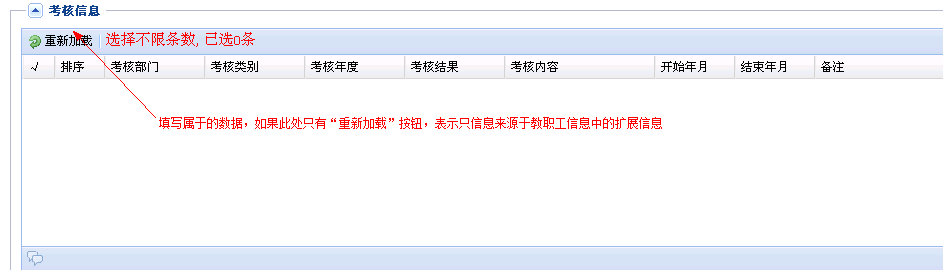 考核信息
重新加载 选择不限条数, 已选0条
√ 排序 考核部门 考核类别 考核年度 考核结果 考核内容 开始年月 结束年月 备注
填写属于的数据，如果此处只有“重新加载”按钮，表示只信息来源于教职工信息中的扩展信息